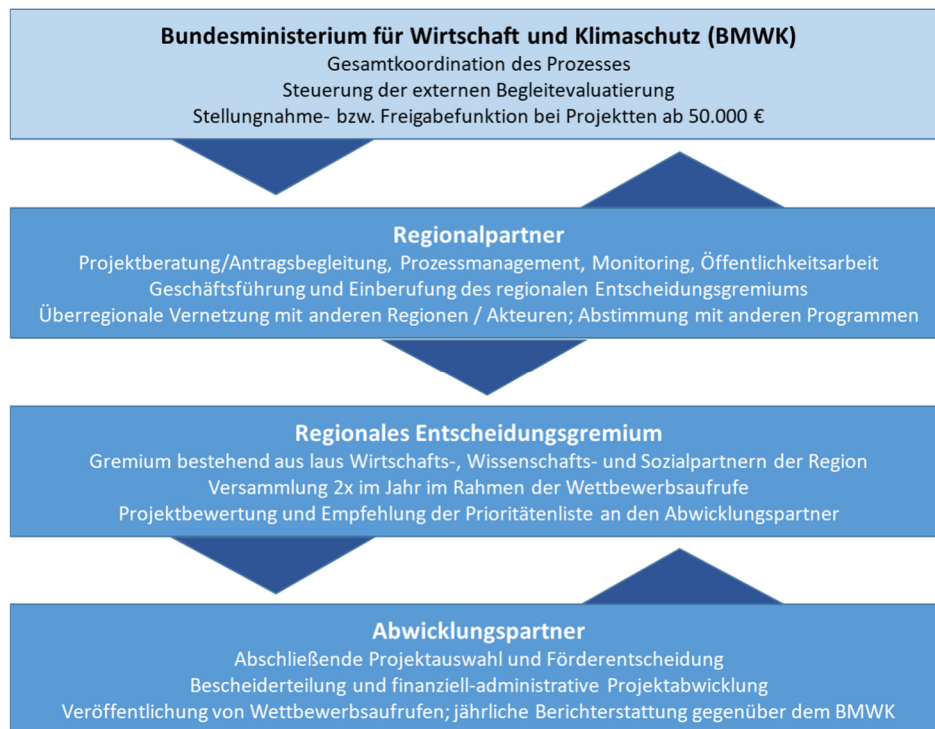 Bundesministerium für Wirtschaft und Klimaschutz (BMWK)
Gesamtkoordination des Prozesses
Steuerung der externen Begleitevaluatierung
Stellungnahme- bzw. Freigabefunktion bei Projektten ab 50.000 €
Regionalpartner
Projektberatung/Antragsbegleitung, Prozessmanagement, Monitoring, Öffentlichkeitsarbeit
Geschäftsführung und Einberufung des regionalen Entscheidungsgremiums
Überregionale Vernetzung mit anderen Regionen / Akteuren; Abstimmung mit anderen Programmen
Regionales Entscheidungsgremium
Gremium bestehend aus laus Wirtschafts-, Wissenschafts- und Sozialpartnern der Region
Versammlung 2x im Jahr im Rahmen der Wettbewerbsaufrufe
Projektbewertung und Empfehlung der Prioritätenliste an den Abwicklungspartner
Abwicklungspartner
Abschließende Projektauswahl und Förderentscheidung
Bescheiderteilung und finanziell-administrative Projektabwicklung
Veröffentlichung von Wettbewerbsaufrufen; jährliche Berichterstattung gegenüber dem BMWK